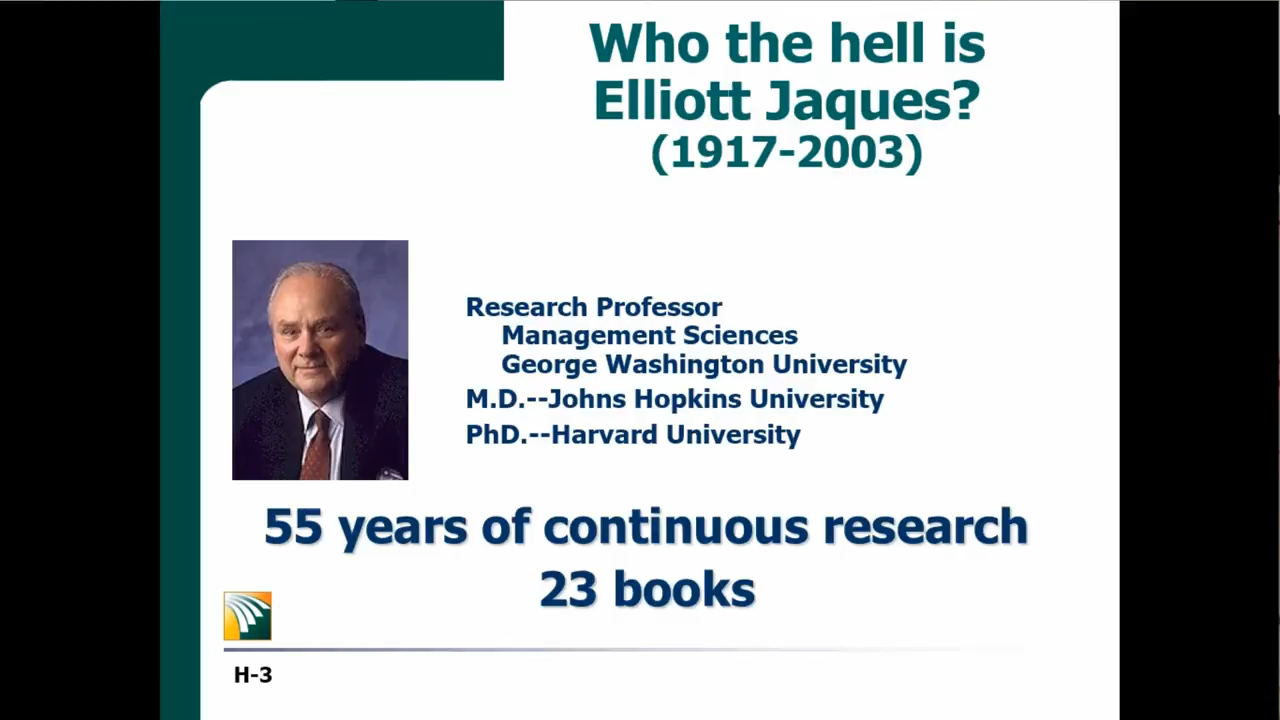 Who the hell is
Elliott Jaques?
(1917-2003)
Research Professor
Management Sciences
George Washington University
M.D.--Johns Hopkins University
PhD.--Harvard University
55 years of continuous research
23 books
H-3